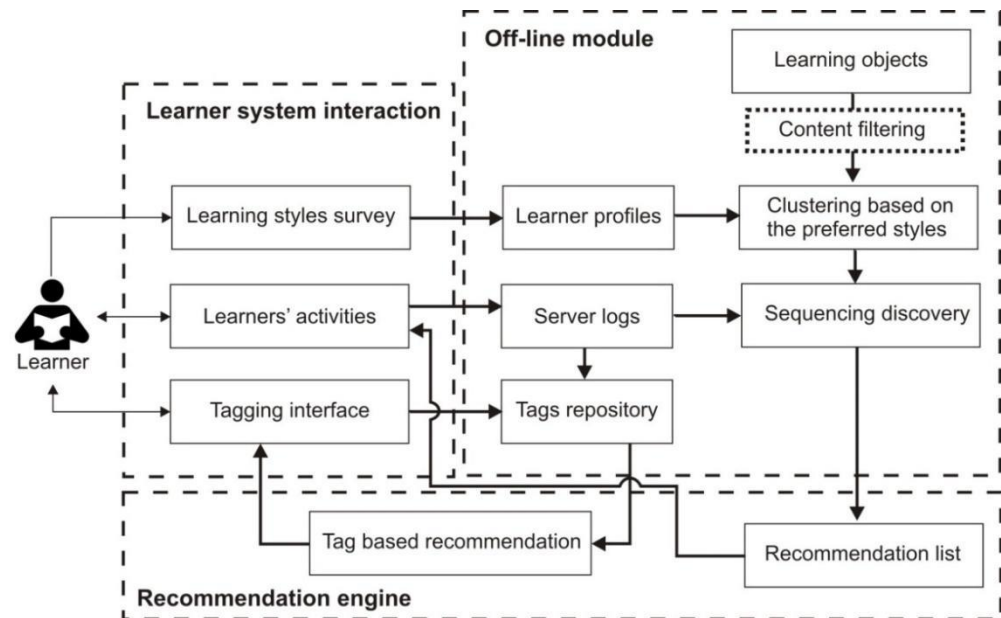 Off-line module
Learning objects
Learner system interaction
Content filtering
Learning styles survey
Learner profiles
Clustering based on
the preferred styles
Learners’ activities
Server logs
Sequencing discovery
Learner
Tagging interface
Tags repository
Tag based recommendation
Recommendation list
Recommendation engine